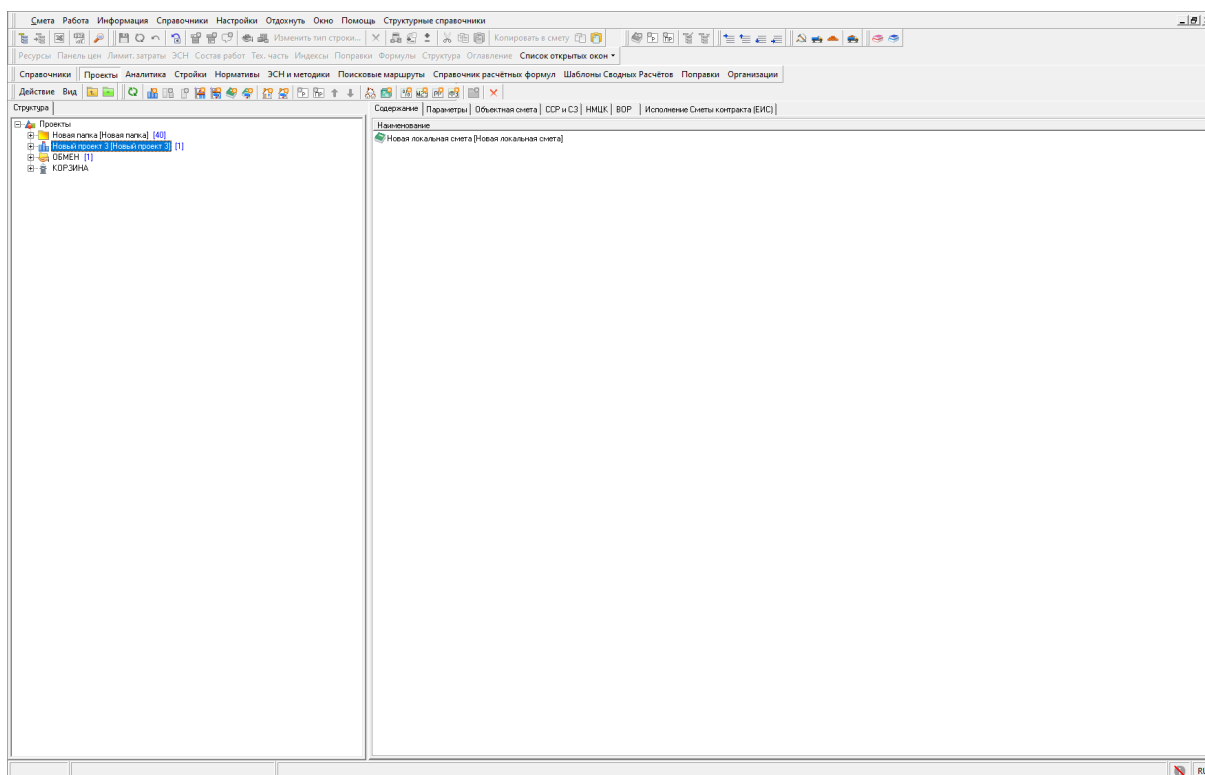 Смета Работа Информация Справочники Настройки Отдохнуть Окно Помощь Структурные справочники
Изменить тип строки... Копировать в смету
Ресурсы Панель цен Лимит. затраты ЭСН Состав работ Тех. часть Индексы Поправки Формулы Структура Оглавление Список открытых окон
Справочники Проекты Аналитика Стройки Нормативы ЭСН и методики Поисковые маршруты Справочник расчётных формул Шаблоны Сводных Расчётов Поправки Организации
Действие Вид
Структура Содержание Параметры Объектная смета ССР и СЗ НМЦК ВОР Исполнение Сметы контракта (ЕИС)
Проекты Наименование
Новая папка [Новая папка] [40] Новая локальная смета [Новая локальная смета]
Новый проект 3 [Новый проект 3] [1]
ОБМЕН [1]
КОРЗИНА